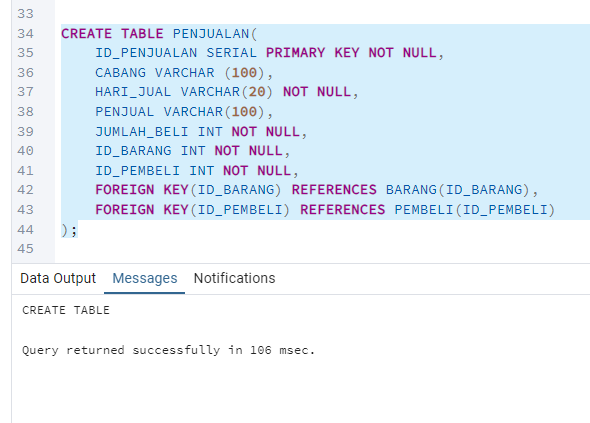 33
34 CREATE TABLE PENJUALAN(
35 ID_PENJUALAN SERIAL PRIMARY KEY NOT NULL,
36 CABANG VARCHAR (100),
37 HARI_JUAL VARCHAR(20) NOT NULL,
38 PENJUAL VARCHAR(100),
39 JUMLAH_BELI INT NOT NULL,
40 ID_BARANG INT NOT NULL,
41 ID_PEMBELI INT NOT NULL,
42 FOREIGN KEY(ID_BARANG) REFERENCES BARANG(ID_BARANG),
43 FOREIGN KEY(ID_PEMBELI) REFERENCES PEMBELI(ID_PEMBELI)
44 );
45
Data Output Messages Notifications
CREATE TABLE
Query returned successfully in 106 msec.